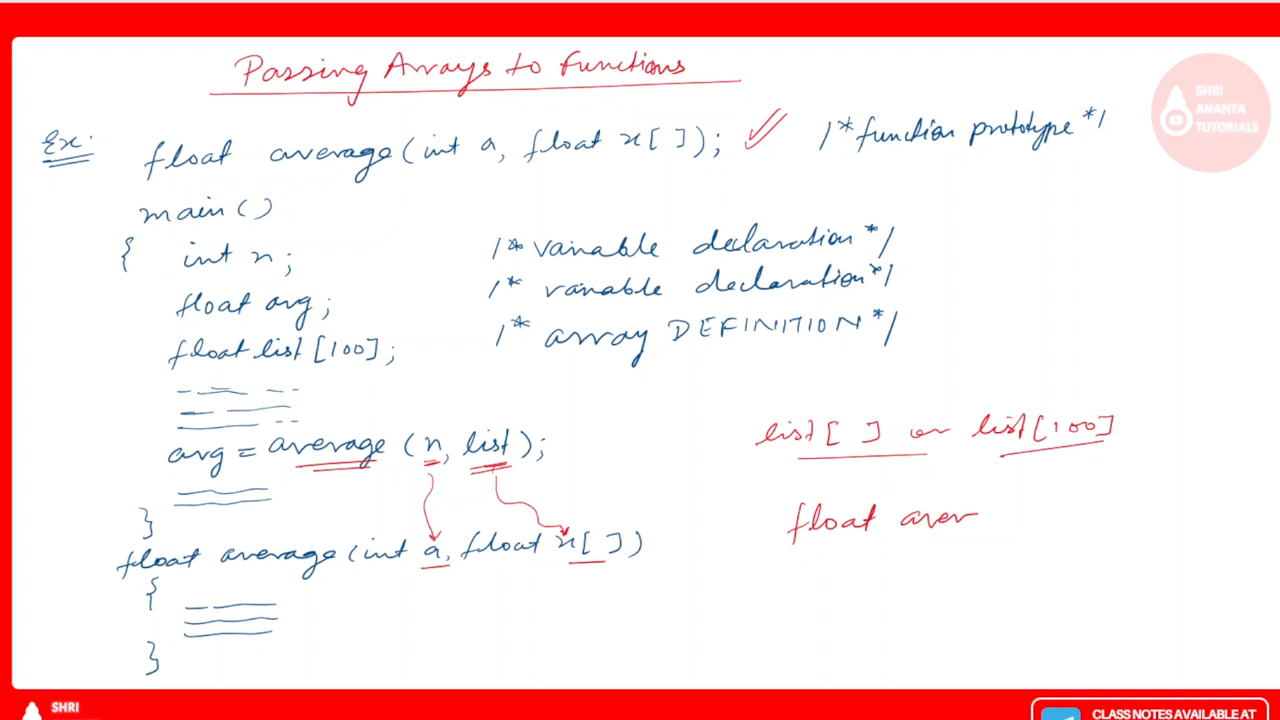 Passing Arrays to Functions
SHRI
ANANTA
TUTORIALS
Ex:
float average(int a, float x[ ]); /*function prototype*/
main()
{ int n; /*variable declaration*/
float avg; /* variable declaration*/
float list [100]; /* array DEFINITION*/
avg = average (n, list);
list[ ] or list[100]
}
float aver
float average(int a, float x[ ])
{
}
SHRI
CLASS NOTES AVAILABLE AT